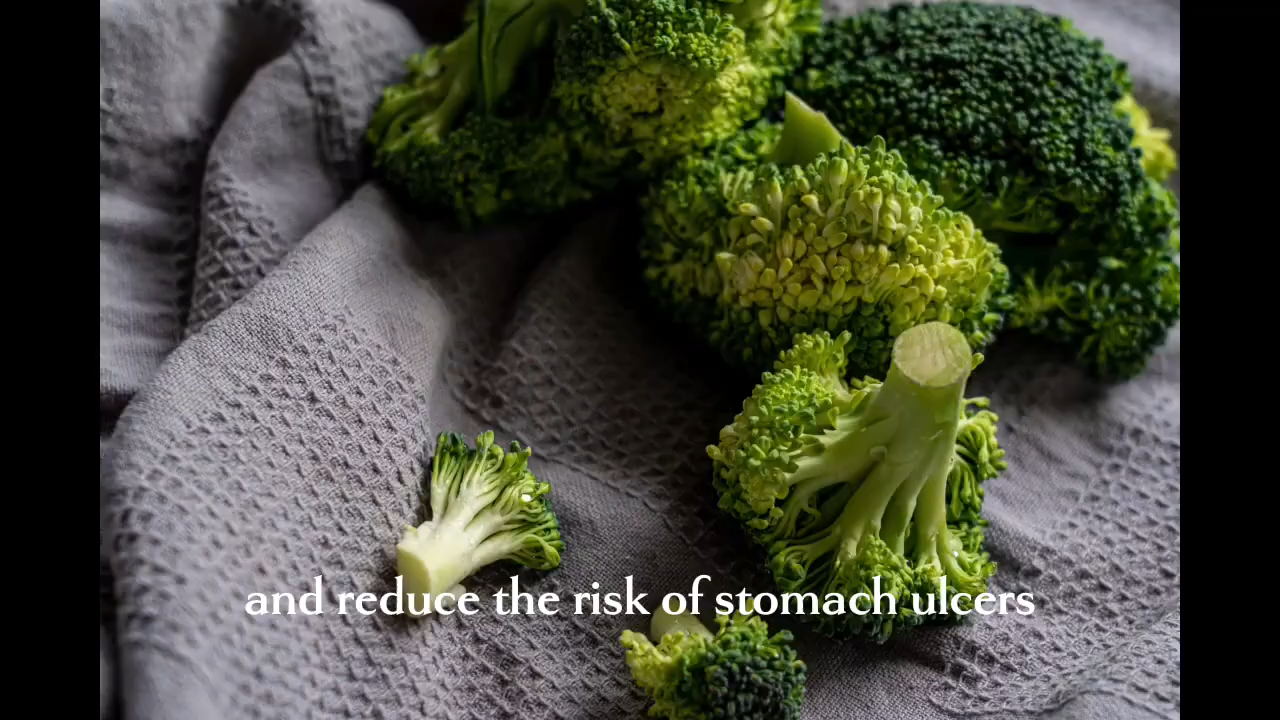 and reduce the risk of stomach ulcers